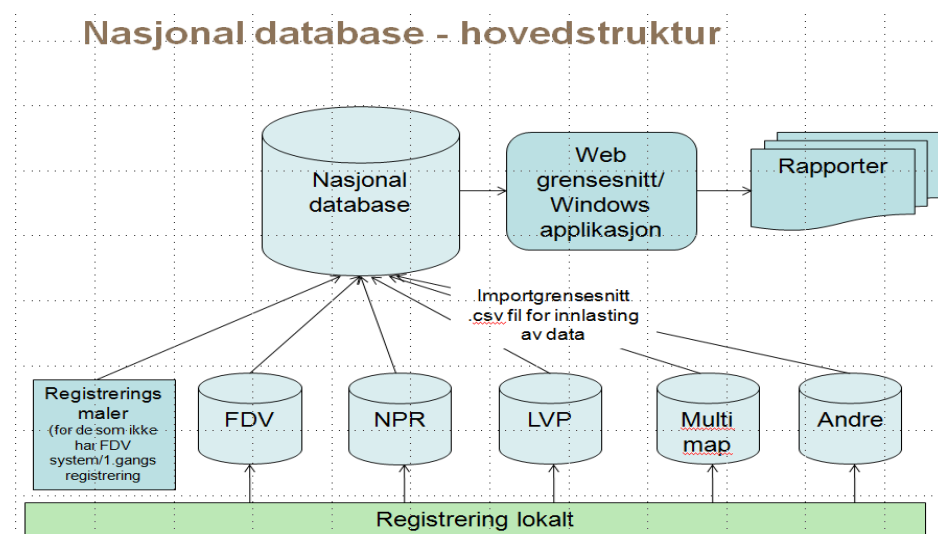 Nasjonal database - hovedstruktur
Nasjonal
database
Web
grensesnitt/
Windows
applikasjon
Rapporter
Importgrensesnitt
.csv fil for innlasting
av data
Registrerings
maler
(for de som ikke
har FDV
system/1.gangs
registrering
FDV
NPR
LVP
Multi
map
Andre
Registrering lokalt